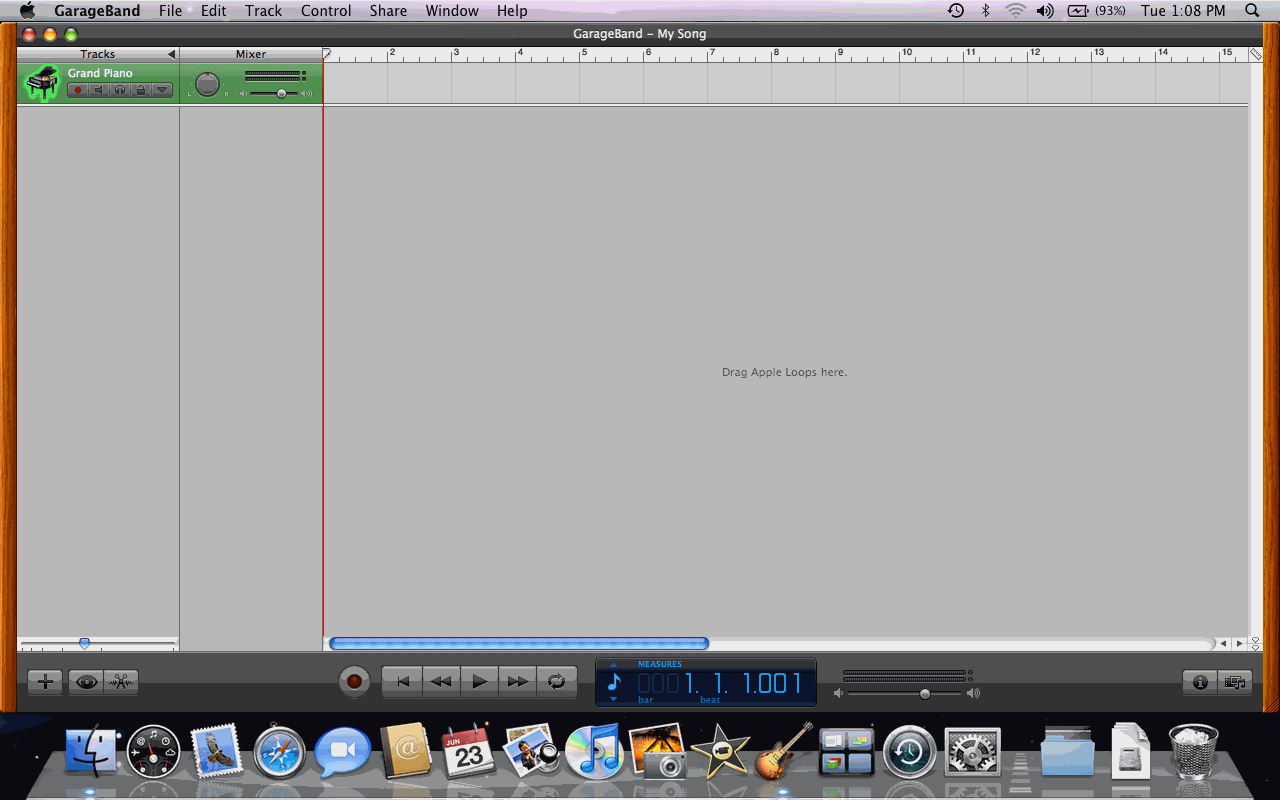 GarageBand File Edit Track Control Share Window Help (93%) Tue 1:08 PM
GarageBand – My Song
Tracks Mixer 2 3 4 5 6 7 8 9 10 11 12 13 14 15
Grand Piano
L R
Drag Apple Loops here.
MEASURES
0001. 1. 1.001
bar beat
JUN
23
@